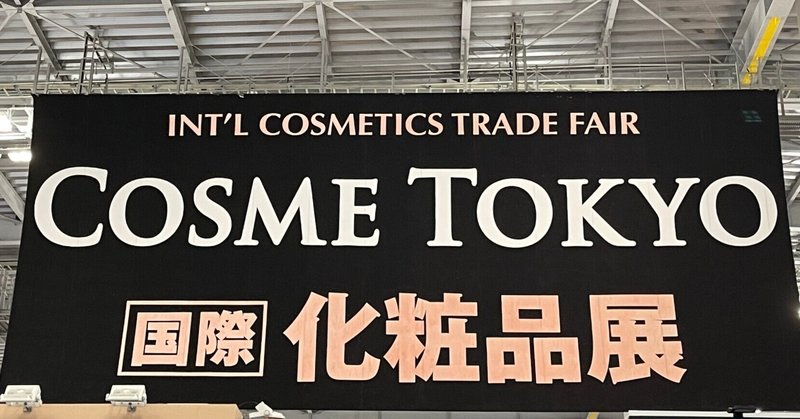 INT'L COSMETICS TRADE FAIR
COSME TOKYO
国際 化粧品展